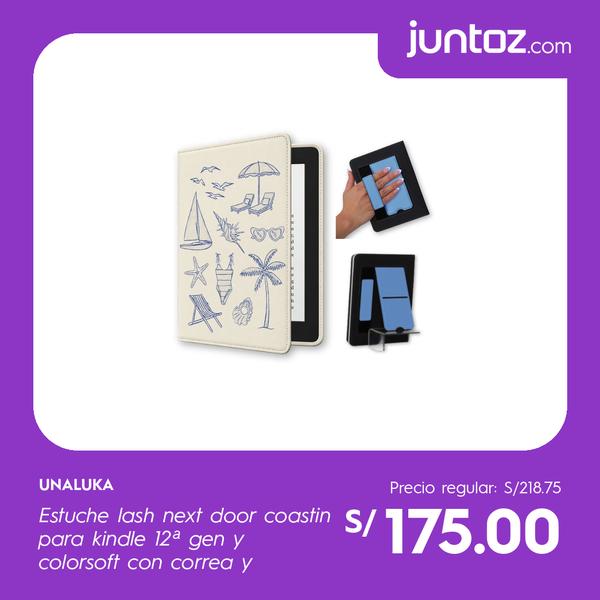 juntoz.com
UNALUKA
Estuche lash next door coastin
para kindle 12ª gen y
colorsoft con correa y
Precio regular: S/218.75
S/ 175.00